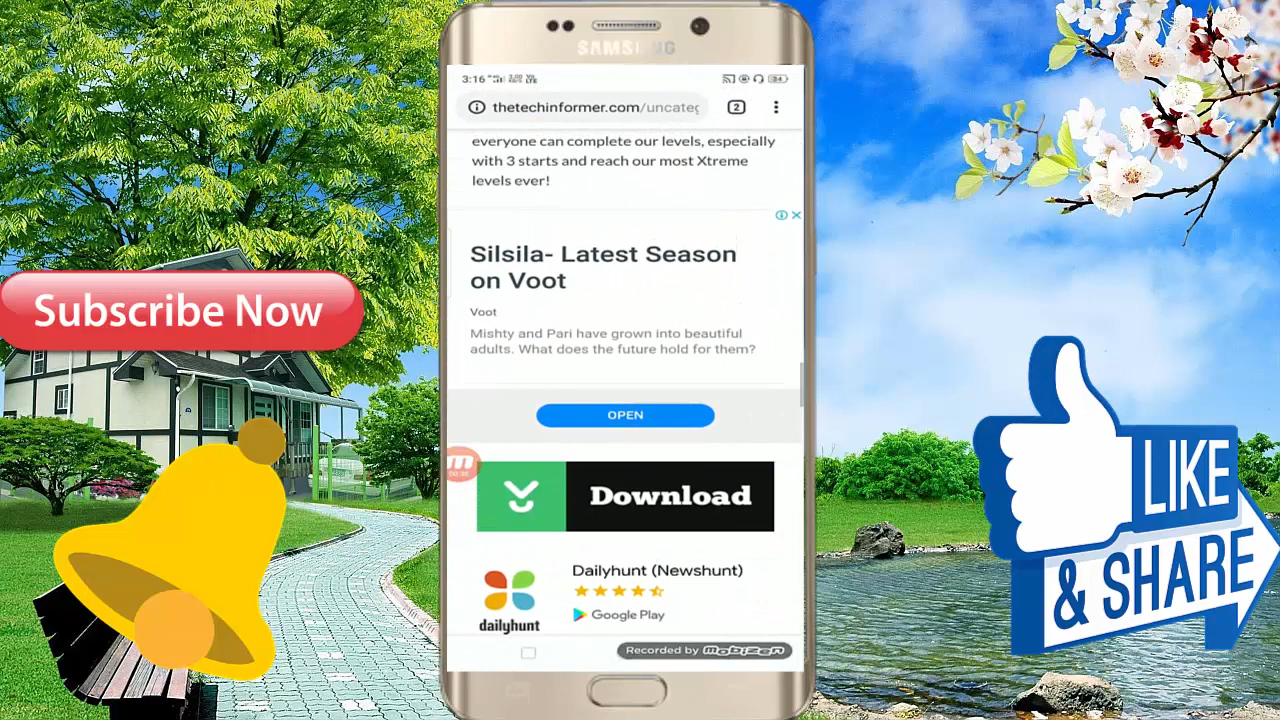 SAMSUNG
3:16
LTE
34
thetechinformer.com/uncateg
2
everyone can complete our levels, especially
with 3 starts and reach our most Xtreme
levels ever!
Silsila- Latest Season
on Voot
Voot
Mishty and Pari have grown into beautiful
adults. What does the future hold for them?
OPEN
Download
Dailyhunt (Newshunt)
Google Play
dailyhunt
Recorded by mobizen
Subscribe Now
LIKE
& SHARE